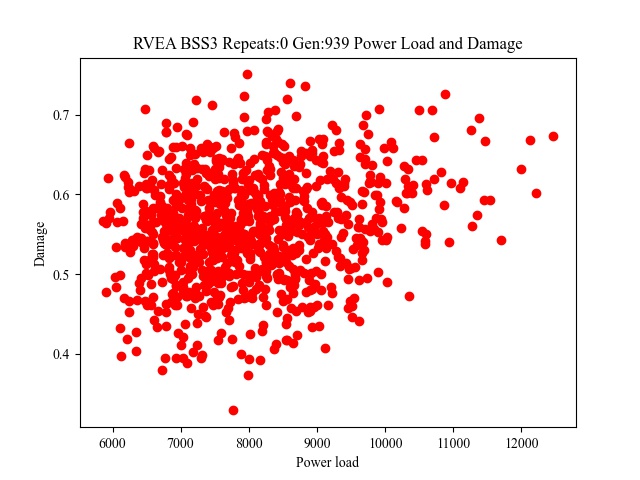 RVEA BSS3 Repeats:0 Gen:939 Power Load and Damage
0.7
0.6
0.5
0.4
Damage
6000 7000 8000 9000 10000 11000 12000
Power load